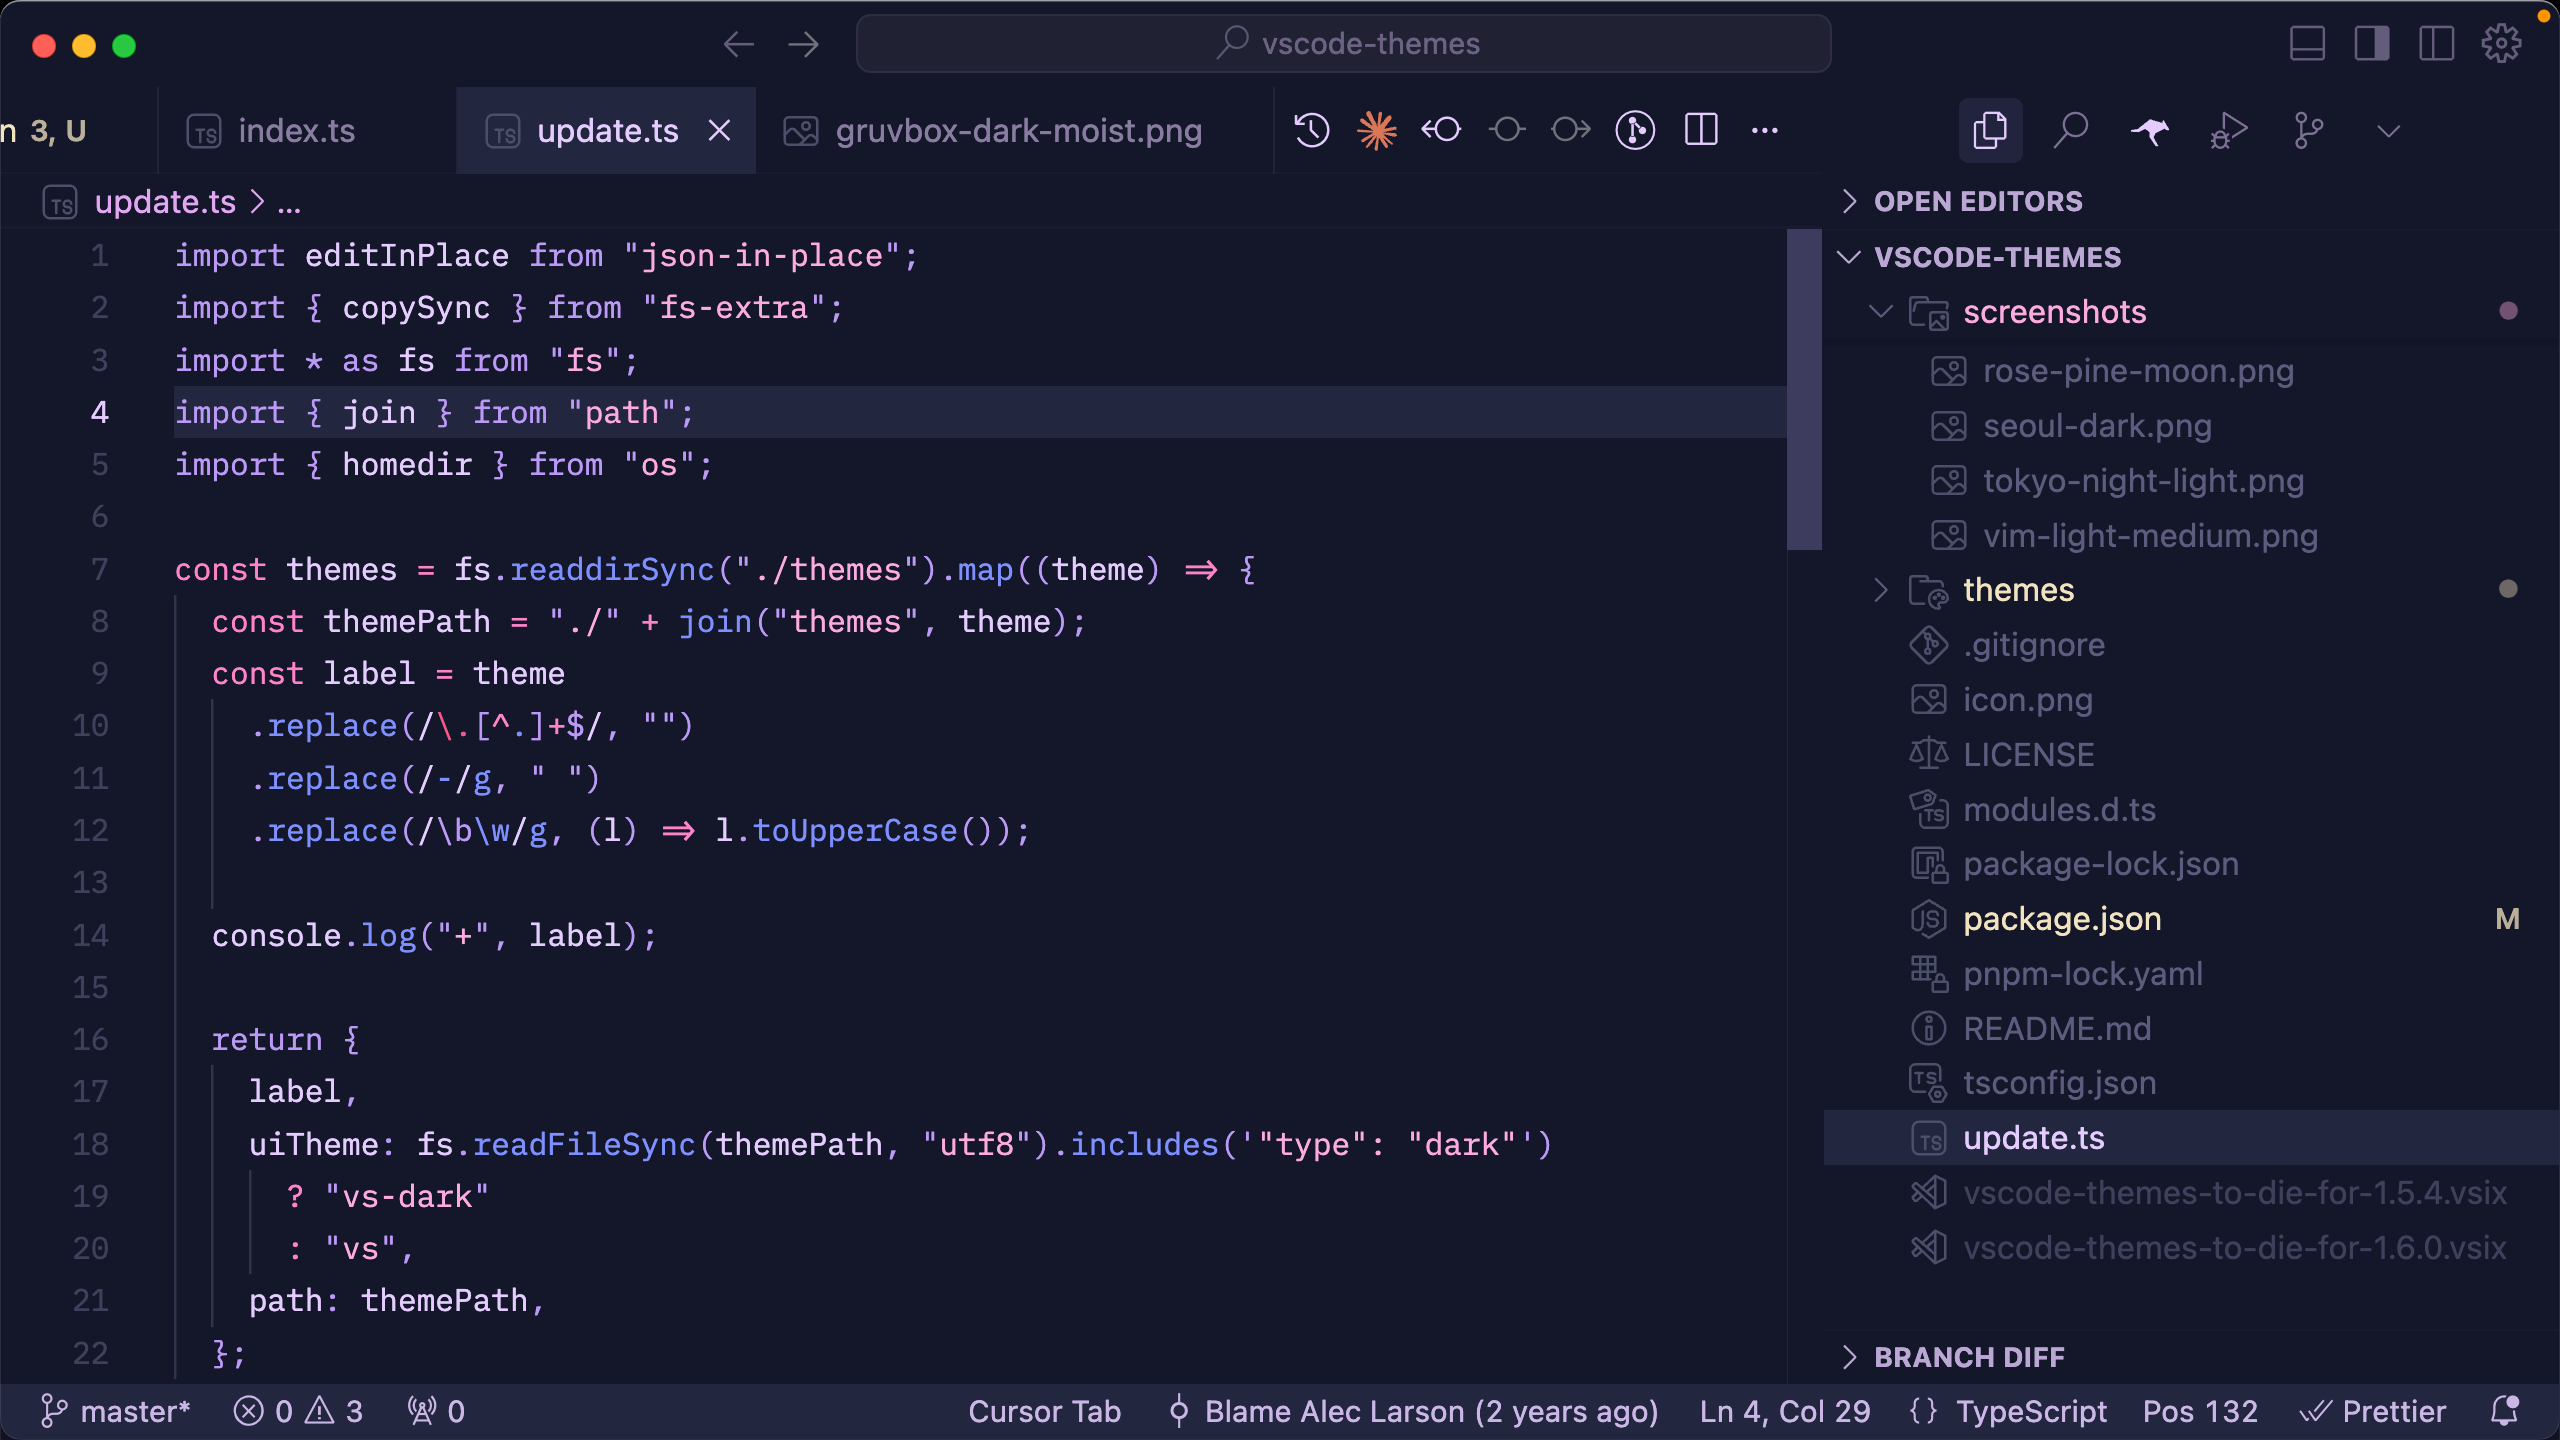 vscode-themes
n 3, U
index.ts
update.ts
gruvbox-dark-moist.png
update.ts > ...
1 import editInPlace from "json-in-place";
2 import { copySync } from "fs-extra";
3 import * as fs from "fs";
4 import { join } from "path";
5 import { homedir } from "os";
6
7 const themes = fs.readdirSync("./themes").map((theme) => {
8 const themePath = "./" + join("themes", theme);
9 const label = theme
10 .replace(/\.[^.]+$/, "")
11 .replace(/-/g, " ")
12 .replace(/\b\w/g, (l) => l.toUpperCase());
13
14 console.log("+", label);
15
16 return {
17 label,
18 uiTheme: fs.readFileSync(themePath, "utf8").includes('"type": "dark"')
19 ? "vs-dark"
20 : "vs",
21 path: themePath,
22 };
OPEN EDITORS
VSCODE-THEMES
screenshots
rose-pine-moon.png
seoul-dark.png
tokyo-night-light.png
vim-light-medium.png
themes
.gitignore
icon.png
LICENSE
modules.d.ts
package-lock.json
package.json M
pnpm-lock.yaml
README.md
tsconfig.json
update.ts
vscode-themes-to-die-for-1.5.4.vsix
vscode-themes-to-die-for-1.6.0.vsix
BRANCH DIFF
master* 0 3 0 Cursor Tab Blame Alec Larson (2 years ago) Ln 4, Col 29 {} TypeScript Pos 132 Prettier